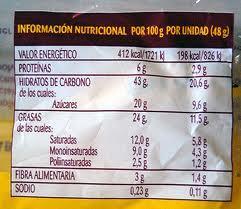 INFORMACIÓN NUTRICIONAL POR 100 g POR UNIDAD (48 g)
VALOR ENERGÉTICO 412 kcal/1721 kJ 198 kcal/826 kJ
PROTEÍNAS 6 g 2,9 g
HIDRATOS DE CARBONO 43 g, 20,6 g,
de los cuales:
Azúcares 20 g 9,6 g
GRASAS 24 g, 11,5 g,
de las cuales:
Saturadas 12,0 g 5,8 g
Monoinsaturadas 9,0 g 4,3 g
Poliinsaturadas 2,5 g 1,2 g
FIBRA ALIMENTARIA 3 g 1,4 g
SODIO 0,23 g 0,11 g